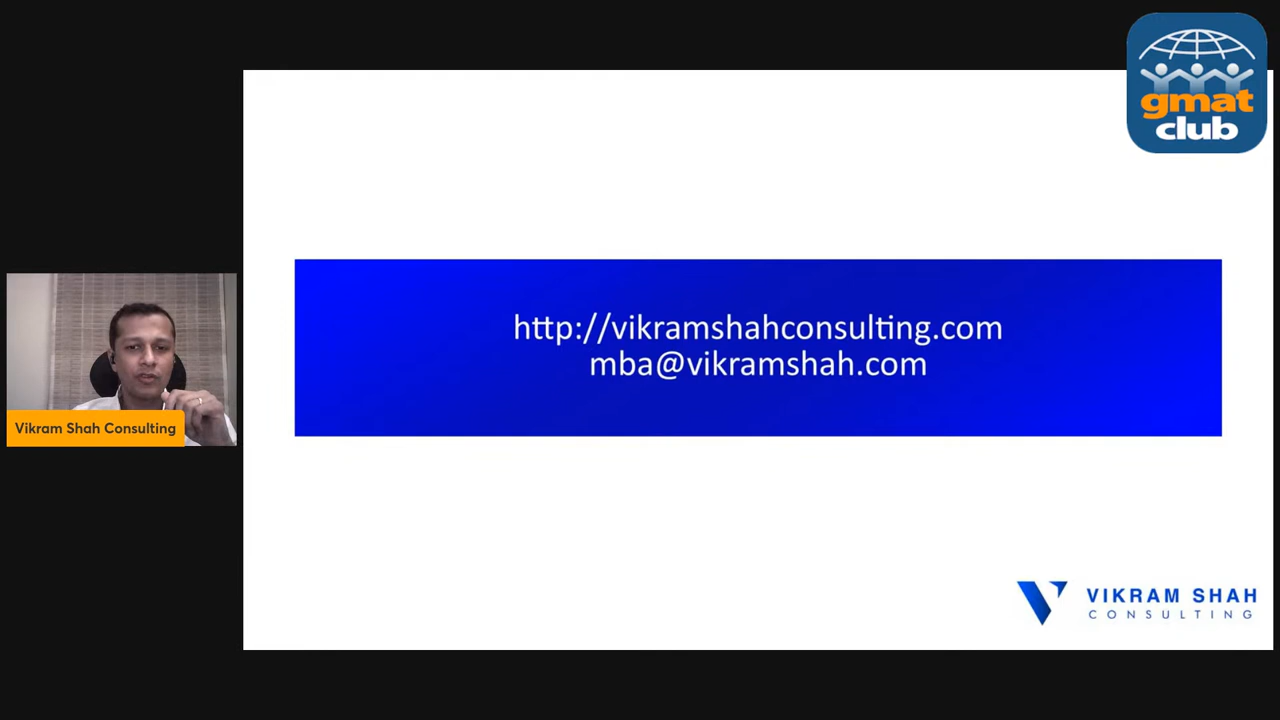 gmat
club
http://vikramshahconsulting.com
mba@vikramshah.com
Vikram Shah Consulting
VIKRAM SHAH
CONSULTING